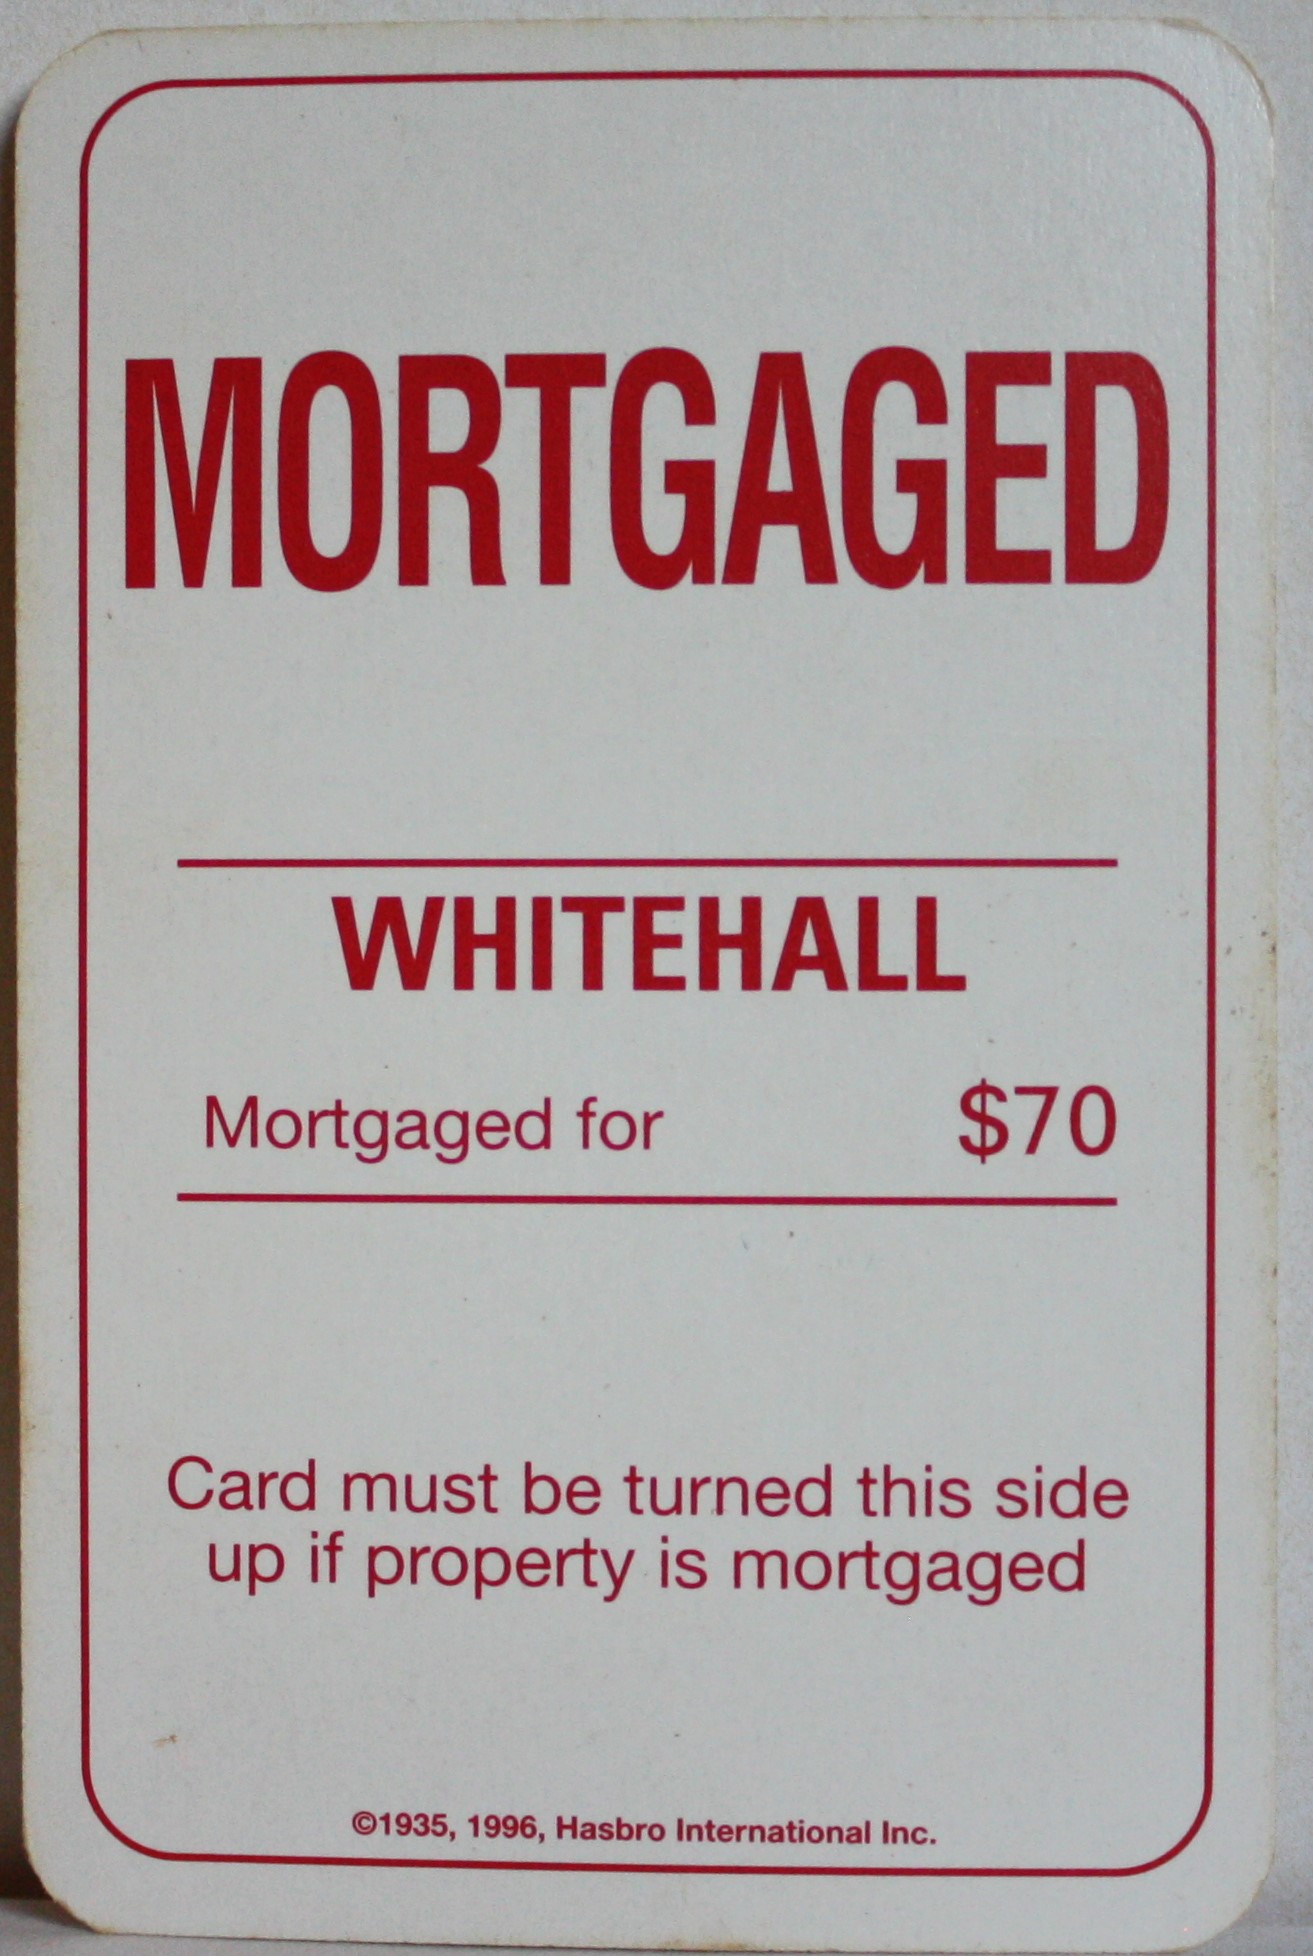 MORTGAGED
WHITEHALL
Mortgaged for $70
Card must be turned this side
up if property is mortgaged
©1935, 1996, Hasbro International Inc.